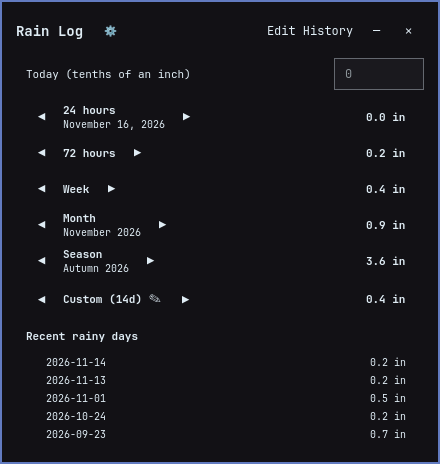 Rain Log ⚙ Edit History − ×
Today (tenths of an inch) 0
◀ 24 hours ▶ 0.0 in
November 16, 2026
◀ 72 hours ▶ 0.2 in
◀ Week ▶ 0.4 in
◀ Month ▶ 0.9 in
November 2026
◀ Season ▶ 3.6 in
Autumn 2026
◀ Custom (14d) ✎ ▶ 0.4 in
Recent rainy days
2026-11-14 0.2 in
2026-11-13 0.2 in
2026-11-01 0.5 in
2026-10-24 0.2 in
2026-09-23 0.7 in